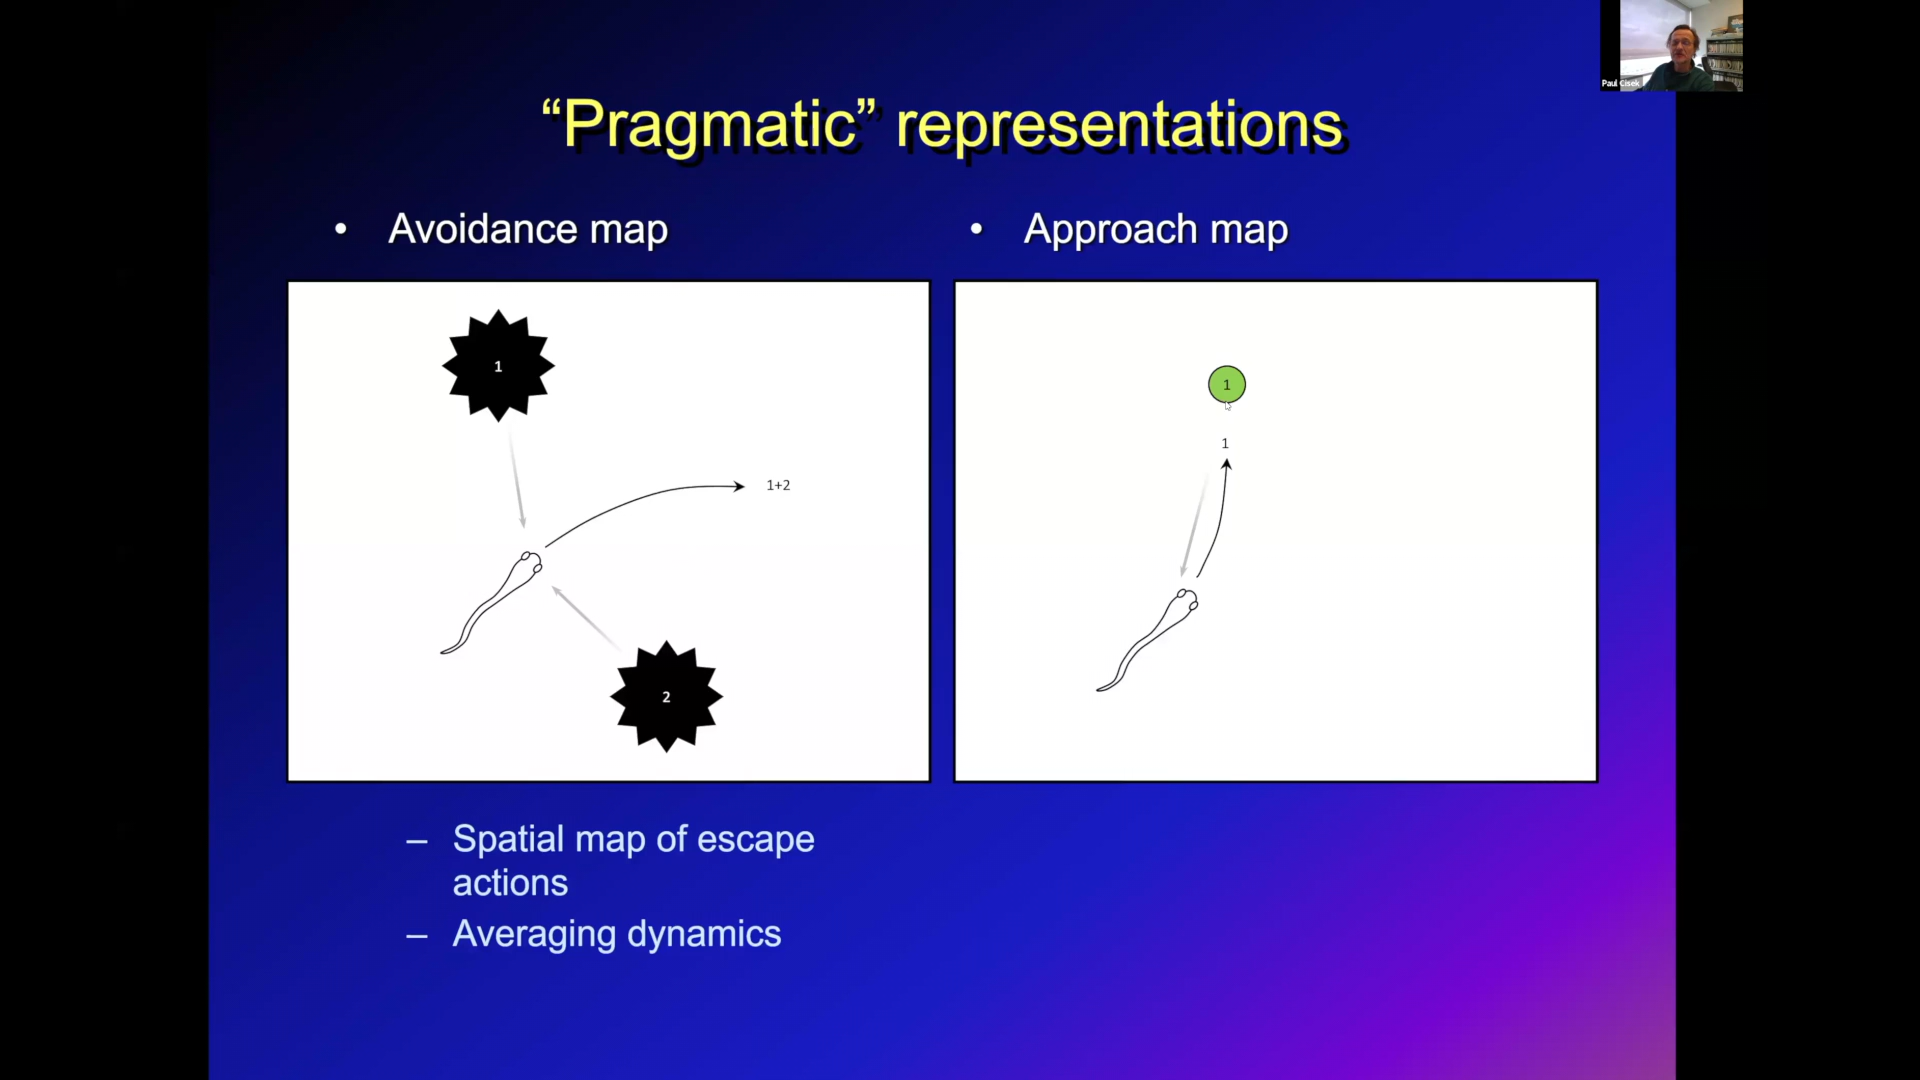 Paul Cisek
“Pragmatic” representations
• Avoidance map
• Approach map
1
1+2
2
1
1
– Spatial map of escape
actions
– Averaging dynamics